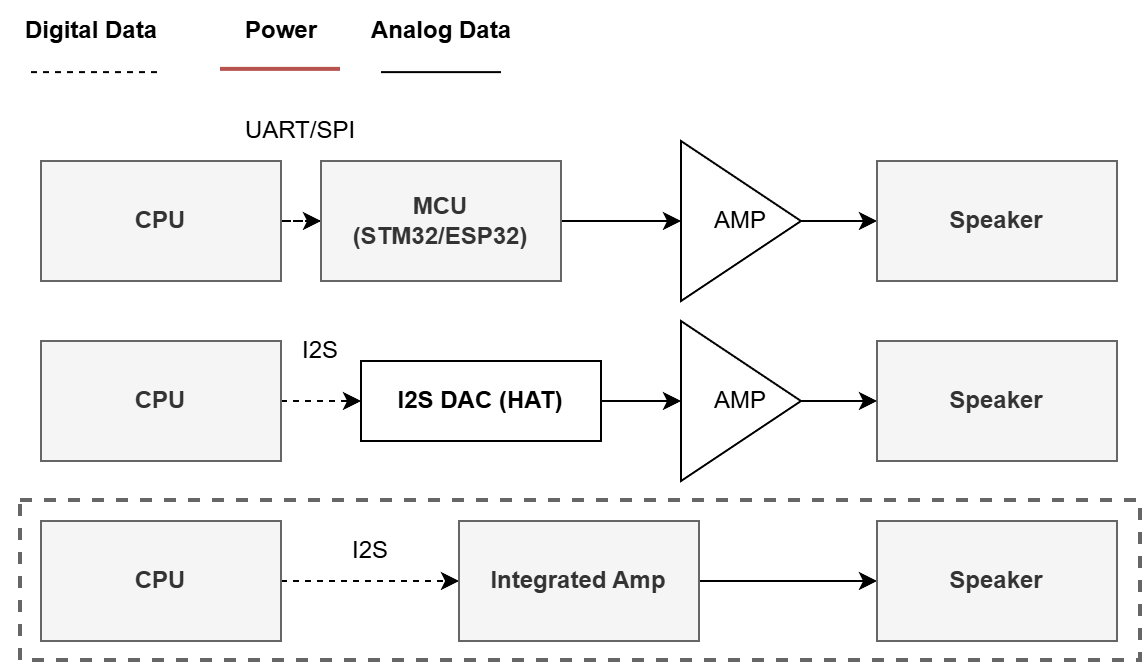 Digital Data
Power
Analog Data
UART/SPI
CPU
MCU
(STM32/ESP32)
AMP
Speaker
I2S
CPU
I2S DAC (HAT)
AMP
Speaker
I2S
CPU
Integrated Amp
Speaker